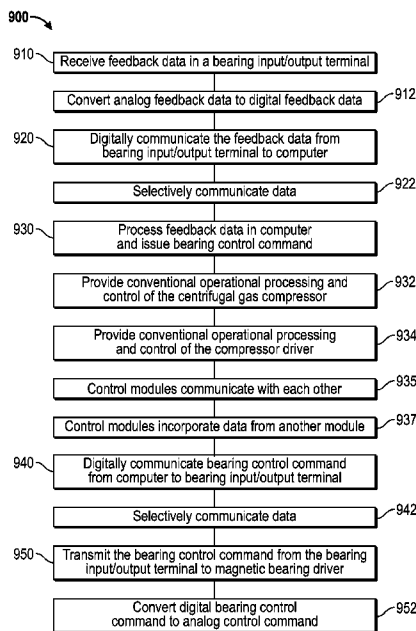 900
910
Receive feedback data in a bearing input/output terminal
Convert analog feedback data to digital feedback data
912
920
Digitally communicate the feedback data from
bearing input/output terminal to computer
Selectively communicate data
922
930
Process feedback data in computer
and issue bearing control command
Provide conventional operational processing and
control of the centrifugal gas compressor
932
Provide conventional operational processing
and control of the compressor driver
934
Control modules communicate with each other
935
Control modules incorporate data from another module
937
940
Digitally communicate bearing control command
from computer to bearing input/output terminal
Selectively communicate data
942
950
Transmit the bearing control command from the bearing
input/output terminal to magnetic bearing driver
Convert digital bearing control
command to analog control command
952